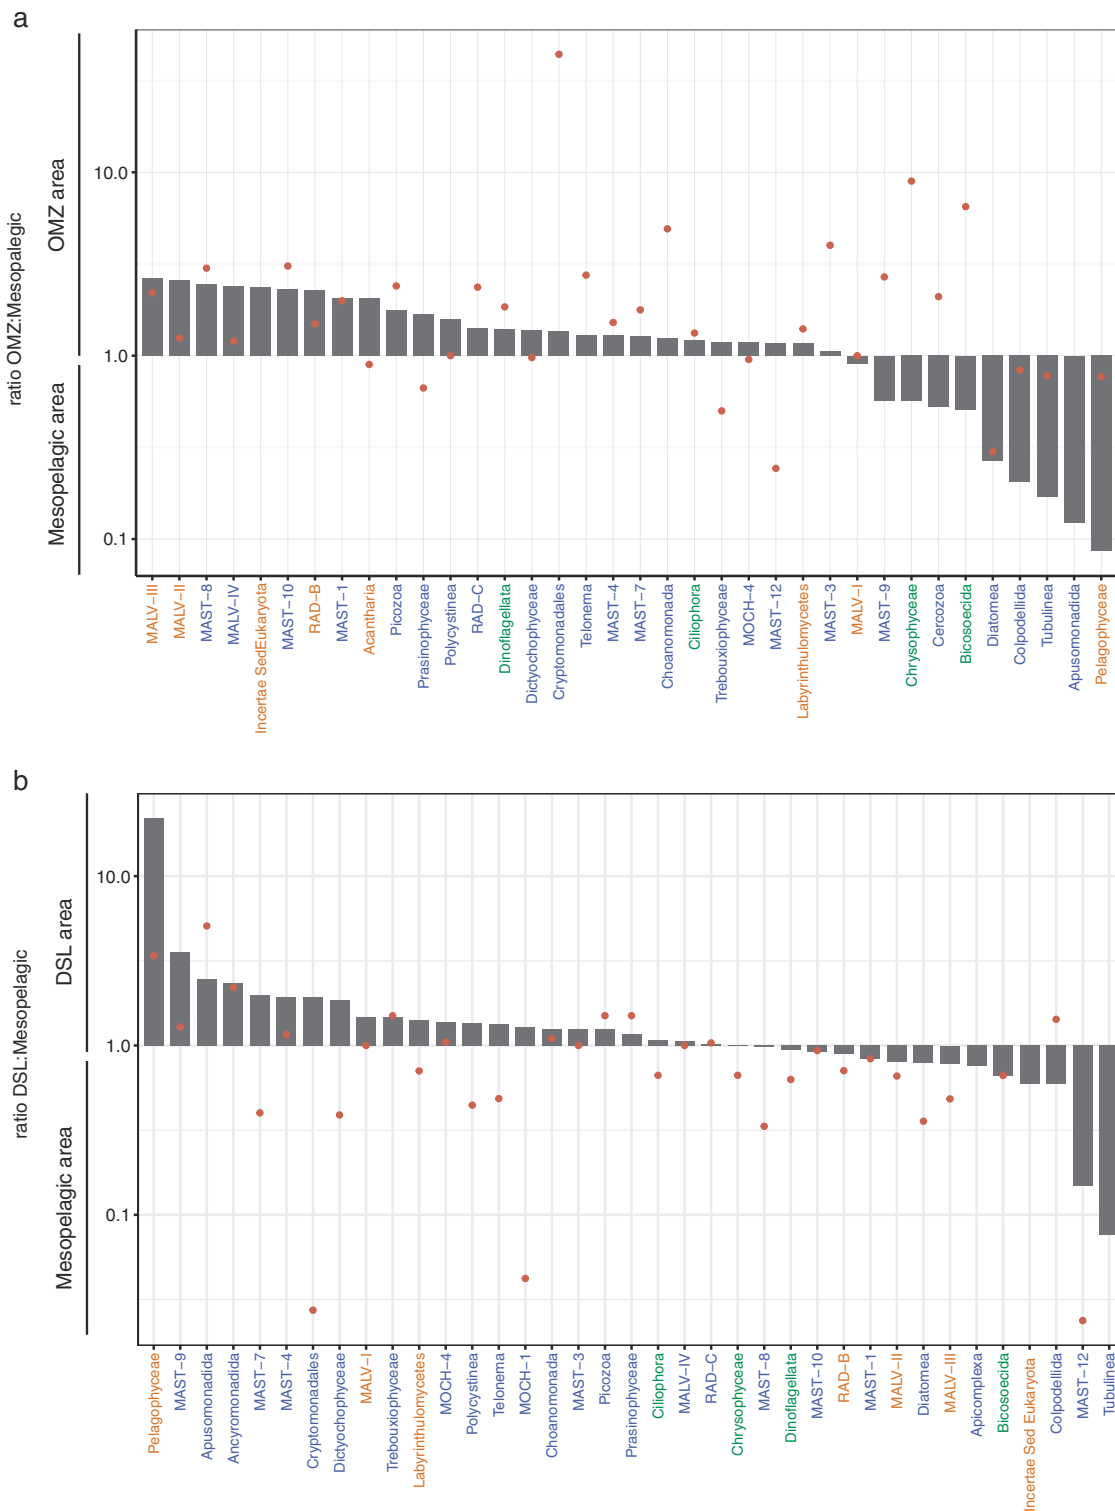 a
ratio OMZ:Mesopalegic
OMZ area
Mesopelagic area
10.0
1.0
0.1
MALV–III
MALV–II
MAST–8
MALV–IV
Incertae SedEukaryota
MAST–10
RAD–B
MAST–1
Acantharia
Picozoa
Prasinophyceae
Polycystinea
RAD–C
Dinoflagellata
Dictyochophyceae
Cryptomonadales
Telonema
MAST–4
MAST–7
Choanomonada
Ciliophora
Trebouxiophyceae
MOCH–4
MAST–12
Labyrinthulomycetes
MAST–3
MALV–I
MAST–9
Chrysophyceae
Cercozoa
Bicosoecida
Diatomea
Colpodellida
Tubulinea
Apusomonadida
Pelagophyceae
b
ratio DSL:Mesopelagic
DSL area
Mesopelagic area
10.0
1.0
0.1
Pelagophyceae
MAST–9
Apusomonadida
Ancyromonadida
MAST–7
MAST–4
Cryptomonadales
Dictyochophyceae
MALV–I
Trebouxiophyceae
Labyrinthulomycetes
MOCH–4
Polycystinea
Telonema
MOCH–1
Choanomonada
MAST–3
Picozoa
Prasinophyceae
Ciliophora
MALV–IV
RAD–C
Chrysophyceae
MAST–8
Dinoflagellata
MAST–10
RAD–B
MAST–1
MALV–II
Diatomea
MALV–III
Apicomplexa
Bicosoecida
Incertae Sed Eukaryota
Colpodellida
MAST–12
Tubulinea